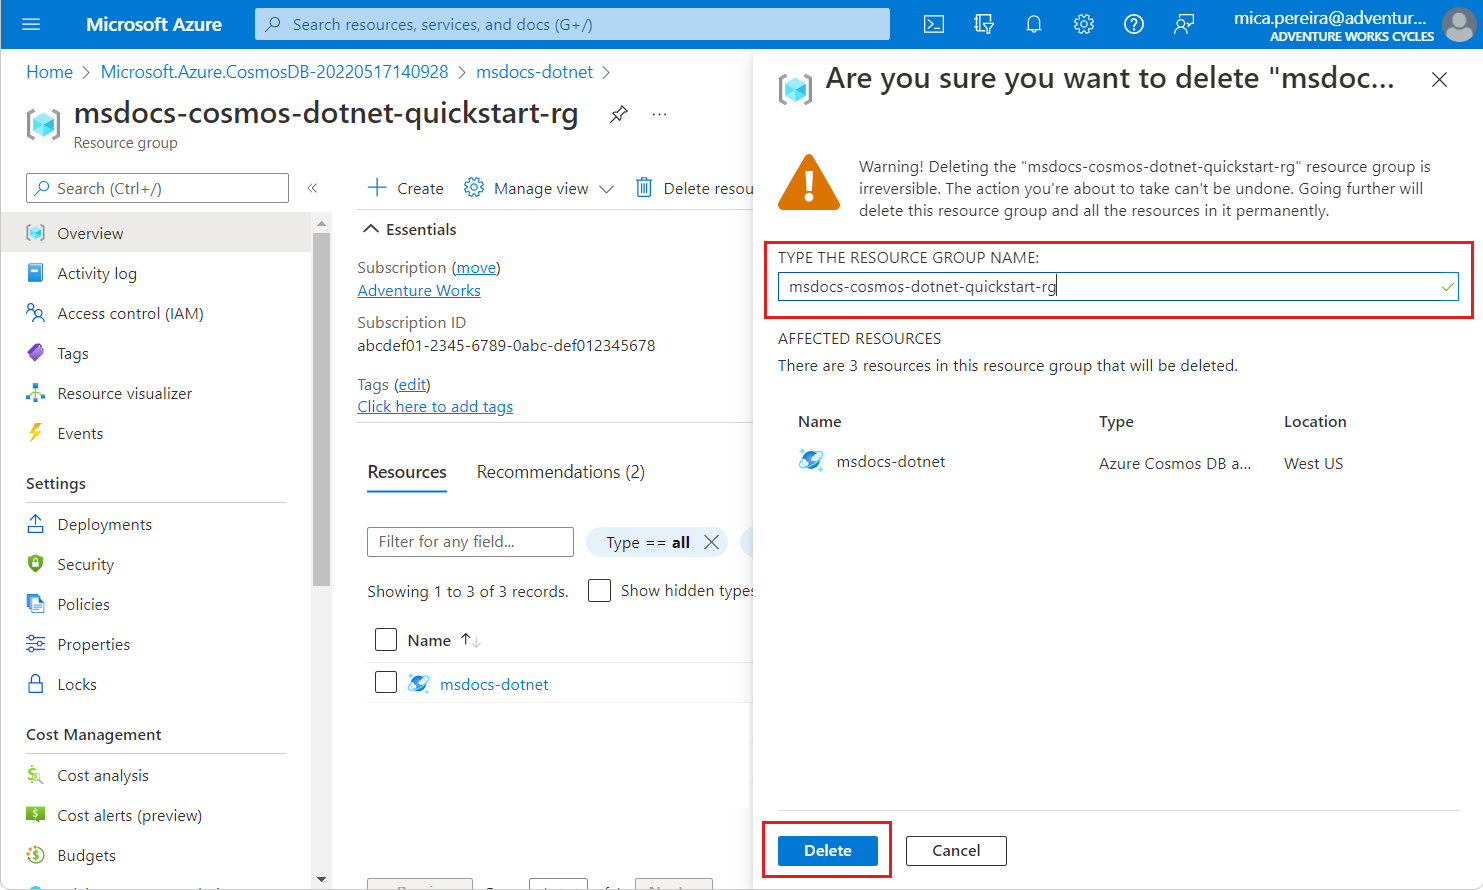 Microsoft Azure
Search resources, services, and docs (G+/)
mica.pereira@adventur...
ADVENTURE WORKS CYCLES
Home > Microsoft.Azure.CosmosDB-20220517140928 > msdocs-dotnet >
msdocs-cosmos-dotnet-quickstart-rg
Resource group
Search (Ctrl+/)
Overview
Activity log
Access control (IAM)
Tags
Resource visualizer
Events
Settings
Deployments
Security
Policies
Properties
Locks
Cost Management
Cost analysis
Cost alerts (preview)
Budgets
Create
Manage view
Delete resou
Essentials
Subscription (move)
Adventure Works
Subscription ID
abcdef01-2345-6789-0abc-def012345678
Tags (edit)
Click here to add tags
Resources
Recommendations (2)
Filter for any field...
Type == all
Showing 1 to 3 of 3 records.
Show hidden types
Name
msdocs-dotnet
Are you sure you want to delete "msdoc...
Warning! Deleting the "msdocs-cosmos-dotnet-quickstart-rg" resource group is
irreversible. The action you're about to take can't be undone. Going further will
delete this resource group and all the resources in it permanently.
TYPE THE RESOURCE GROUP NAME:
msdocs-cosmos-dotnet-quickstart-rg
AFFECTED RESOURCES
There are 3 resources in this resource group that will be deleted.
Name Type Location
msdocs-dotnet Azure Cosmos DB a... West US
Delete
Cancel